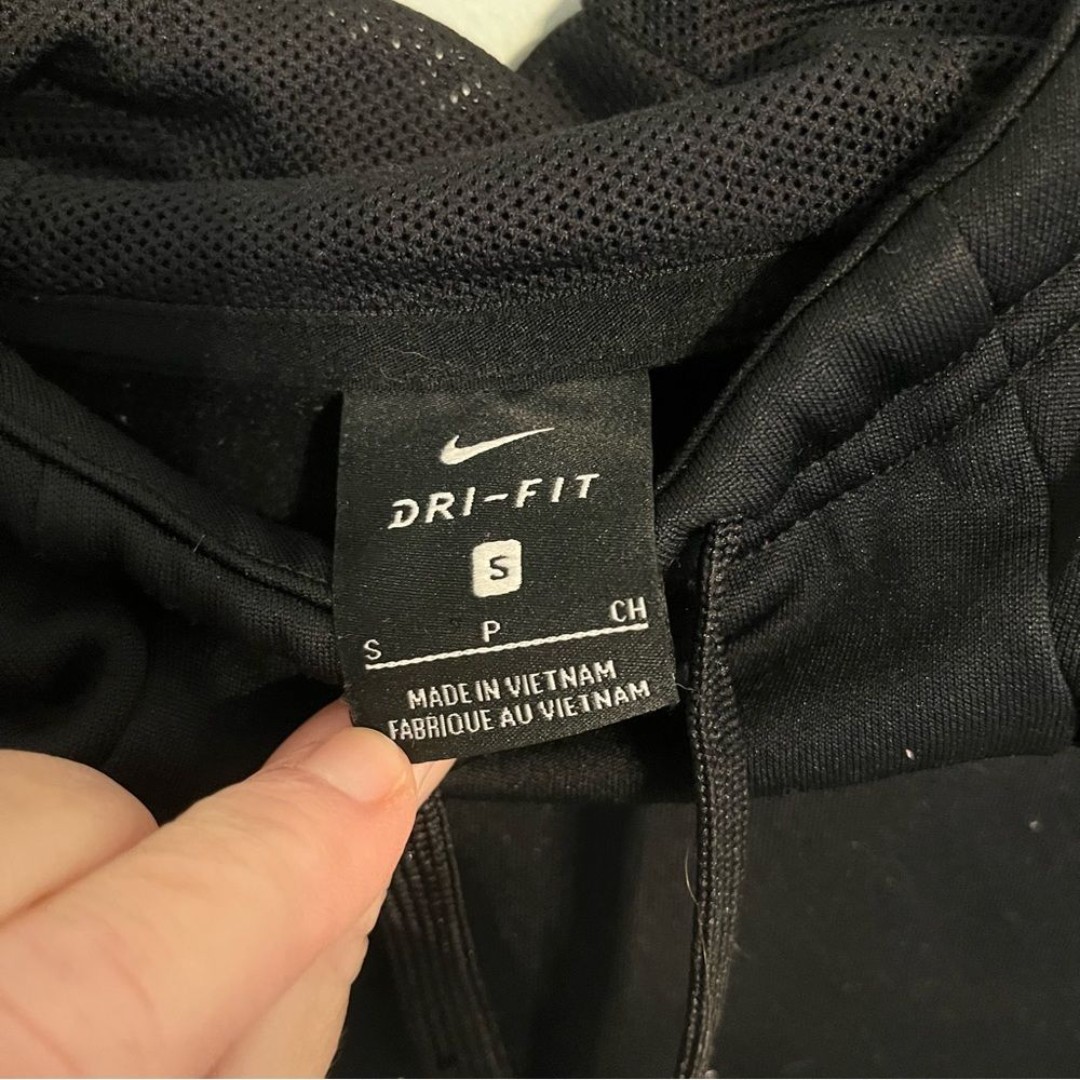 DRI-FIT
S
S P CH
MADE IN VIETNAM
FABRIQUE AU VIETNAM